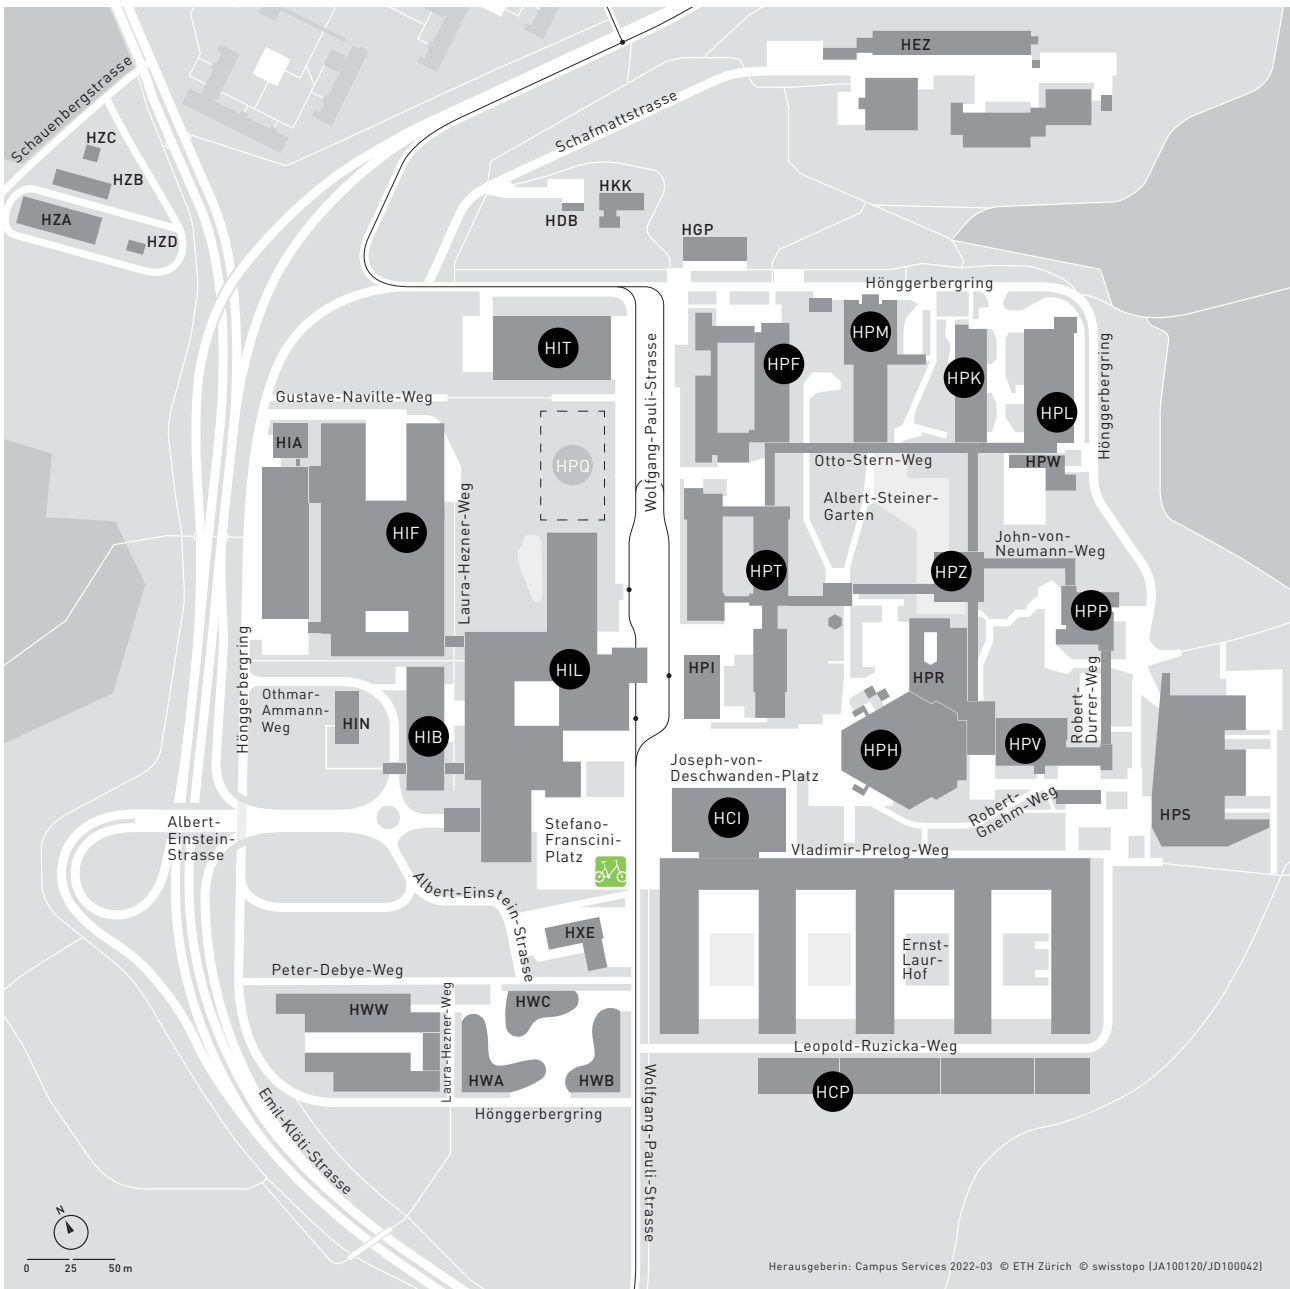 HEZ
Schauenbergstrasse
Schafmattstrasse
HZC
HZB
HKK
HZA
HDB
HZD
HGP
Hönggerbergring
HIT
HPM
Wolfgang-Pauli-Strasse
HPF
HPK
Hönggerbergring
Gustave-Naville-Weg
HPL
HIA
HPQ
Otto-Stern-Weg
HPW
Laura-Hezner-Weg
Albert-Steiner-
Garten
HIF
John-von-
Neumann-Weg
HPT
HPZ
HPP
Hönggerbergring
HIL
HPI
HPR
Othmar-
Ammann-
Weg
HIN
HIB
Robert-
Durrer-Weg
HPH
HPV
Joseph-von-
Deschwanden-Platz
Robert-
Gnehm-Weg
HPS
HCI
Albert-
Einstein-
Strasse
Stefano-
Franscini-
Platz
Vladimir-Prelog-Weg
Albert-Einstein-Strasse
HXE
Ernst-
Laur-
Hof
Peter-Debye-Weg
HWW
Laura-Hezner-Weg
HWC
Leopold-Ruzicka-Weg
HWA
HWB
HCP
Hönggerbergring
Emil-Klöti-Strasse
Wolfgang-Pauli-Strasse
N
0 25 50 m
Herausgeberin: Campus Services 2022-03 © ETH Zürich © swisstopo (JA100120/JD100042)